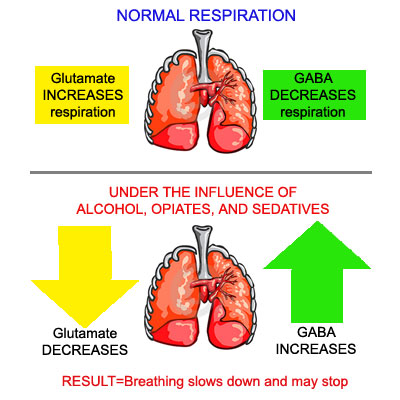 NORMAL RESPIRATION
Glutamate
INCREASES
respiration
GABA
DECREASES
respiration
UNDER THE INFLUENCE OF
ALCOHOL, OPIATES, AND SEDATIVES
Glutamate
DECREASES
GABA
INCREASES
RESULT=Breathing slows down and may stop